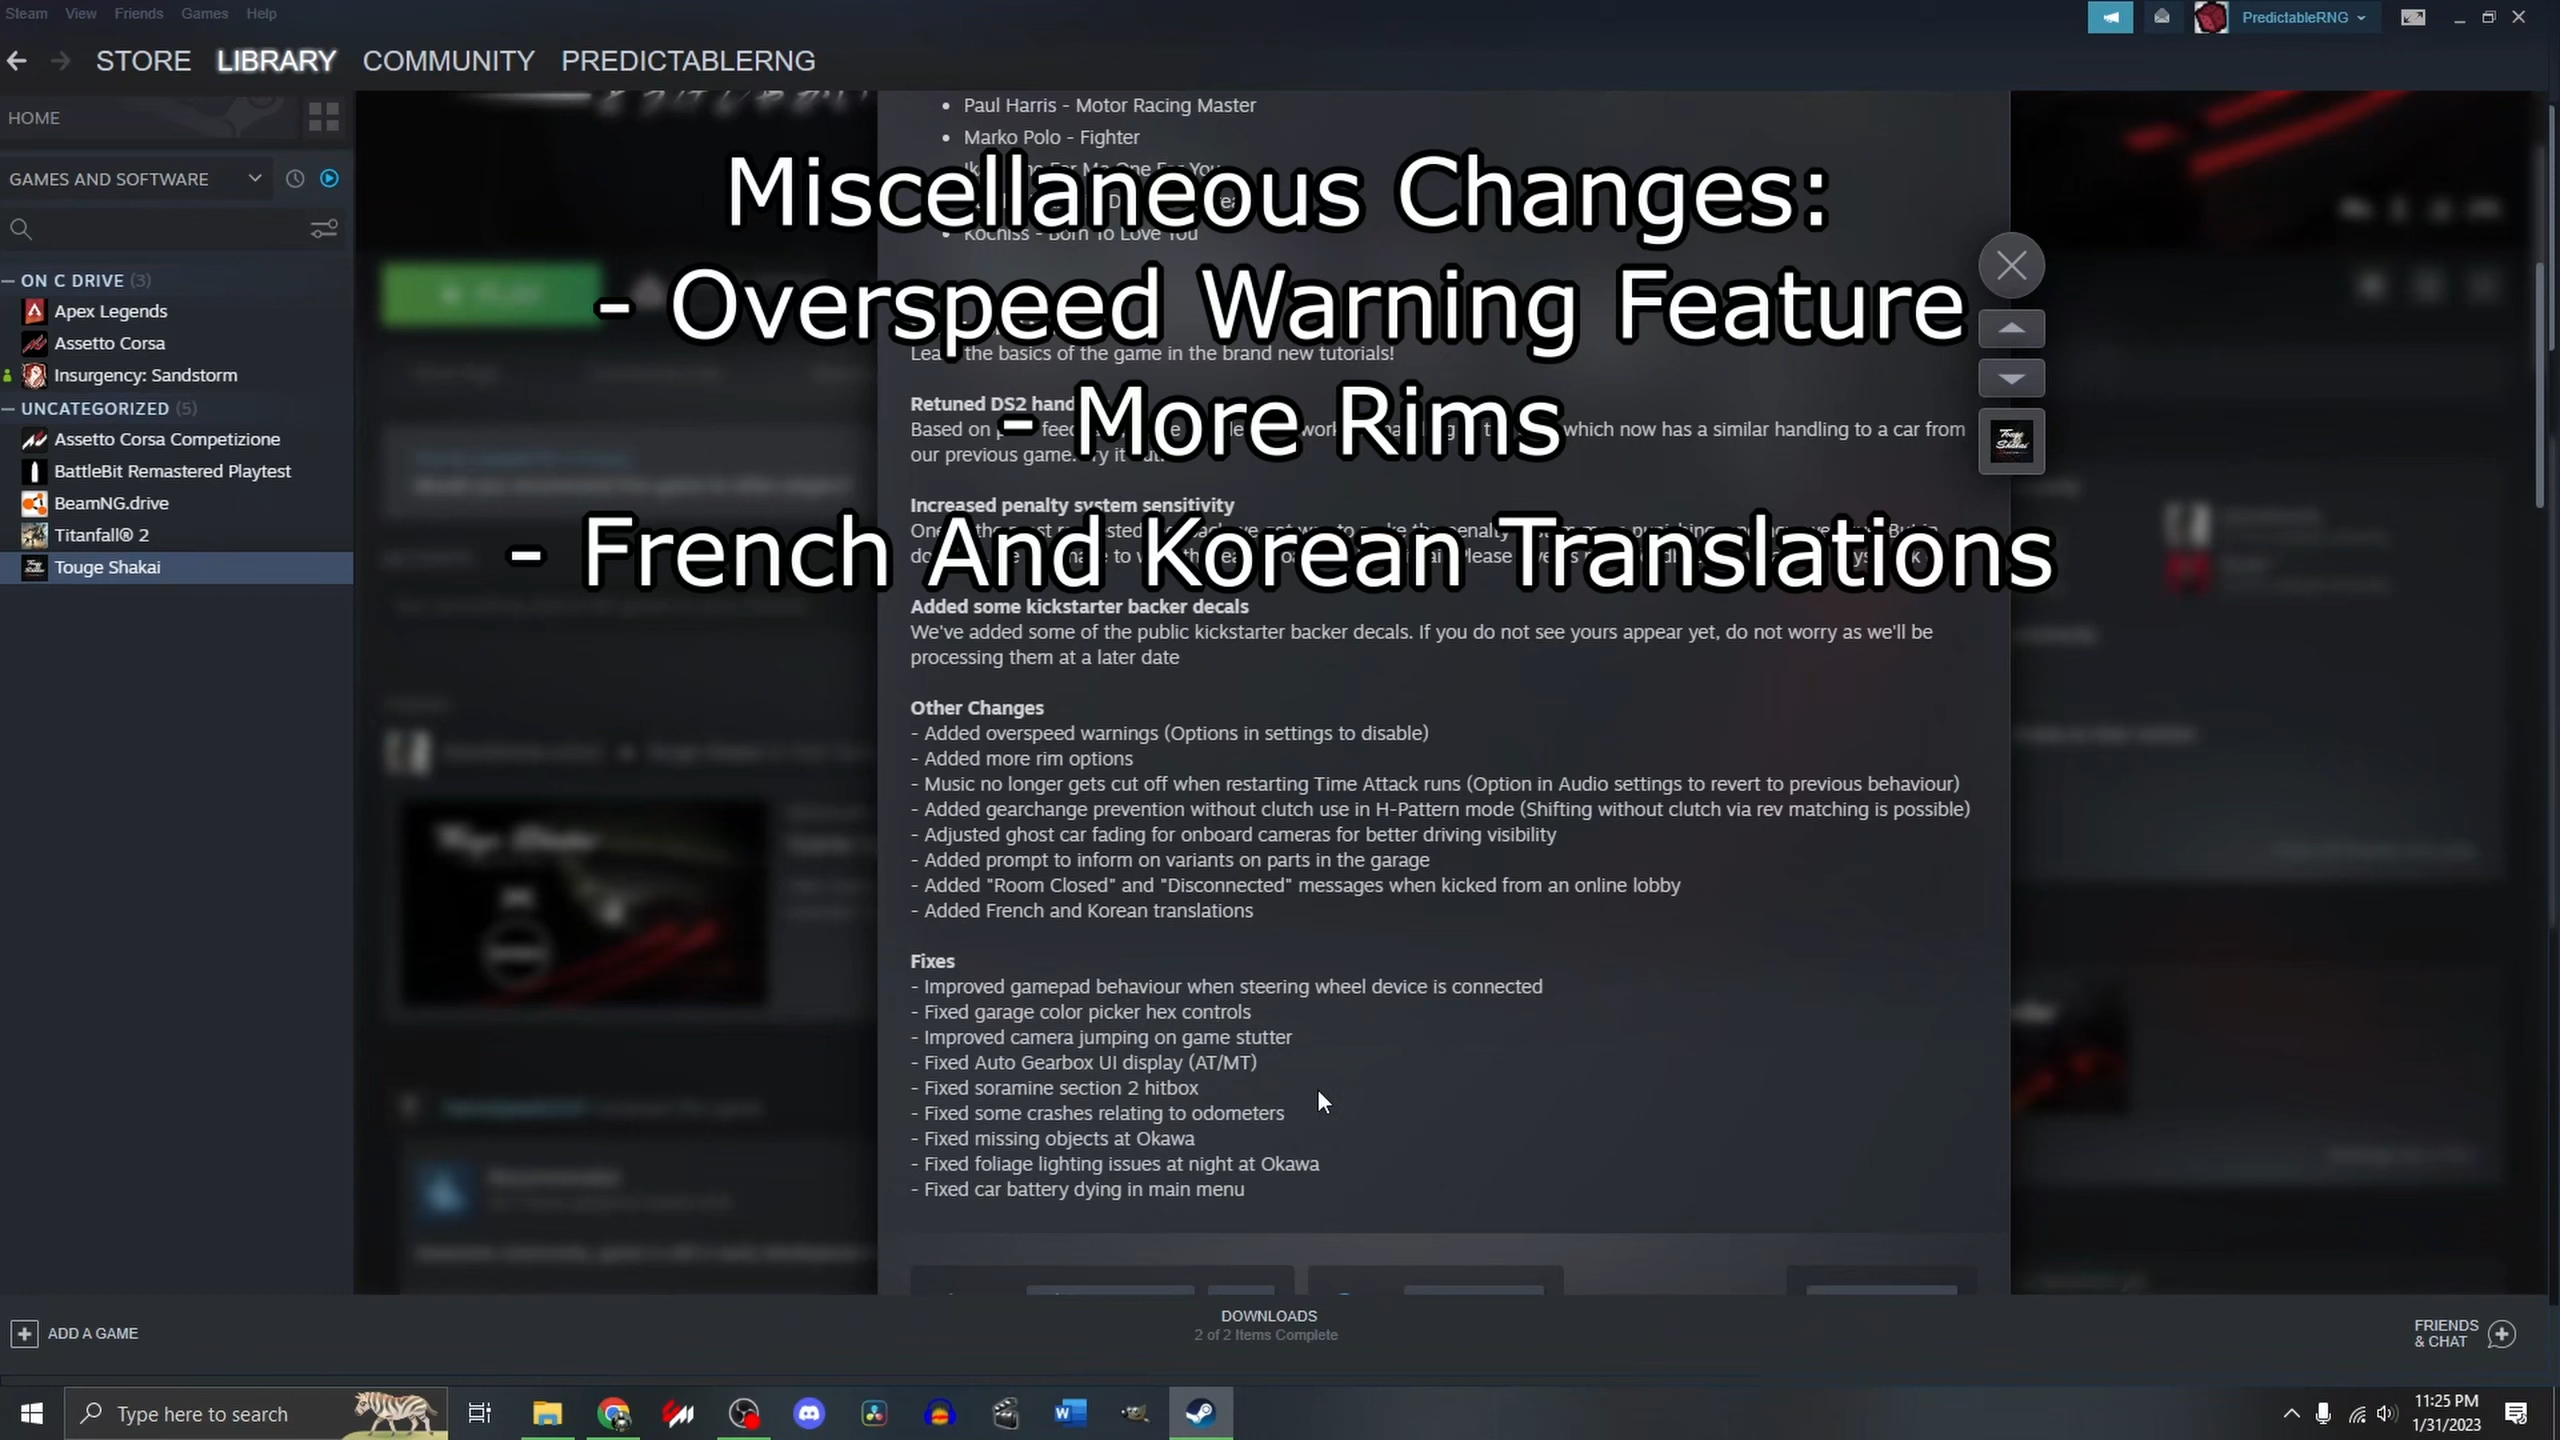 Steam View Friends Games Help
PredictableRNG
STORE LIBRARY COMMUNITY PREDICTABLERNG
HOME
GAMES AND SOFTWARE
ON C DRIVE (3)
Apex Legends
Assetto Corsa
Insurgency: Sandstorm
UNCATEGORIZED (5)
Assetto Corsa Competizione
BattleBit Remastered Playtest
BeamNG.drive
Titanfall® 2
Touge Shakai
Miscellaneous Changes:
- Overspeed Warning Feature
- More Rims
- French And Korean Translations
• Paul Harris - Motor Racing Master
• Marko Polo - Fighter
For Me One For You
• Kochiss - Born To Love You
the basics of the game in the brand new tutorials!
Retuned DS2
Based on which now has a similar handling to a car from
our previous game.
Increased penalty system sensitivity
Added some kickstarter backer decals
We've added some of the public kickstarter backer decals. If you do not see yours appear yet, do not worry as we'll be
processing them at a later date
Other Changes
- Added overspeed warnings (Options in settings to disable)
- Added more rim options
- Music no longer gets cut off when restarting Time Attack runs (Option in Audio settings to revert to previous behaviour)
- Added gearchange prevention without clutch use in H-Pattern mode (Shifting without clutch via rev matching is possible)
- Adjusted ghost car fading for onboard cameras for better driving visibility
- Added prompt to inform on variants on parts in the garage
- Added "Room Closed" and "Disconnected" messages when kicked from an online lobby
- Added French and Korean translations
Fixes
- Improved gamepad behaviour when steering wheel device is connected
- Fixed garage color picker hex controls
- Improved camera jumping on game stutter
- Fixed Auto Gearbox UI display (AT/MT)
- Fixed soramine section 2 hitbox
- Fixed some crashes relating to odometers
- Fixed missing objects at Okawa
- Fixed foliage lighting issues at night at Okawa
- Fixed car battery dying in main menu
ADD A GAME
DOWNLOADS
2 of 2 Items Complete
FRIENDS
& CHAT
Type here to search
11:25 PM
1/31/2023